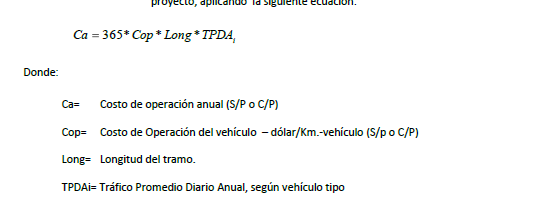 proyecto, aplicando la siguiente ecuación:
Ca = 365* Cop * Long * TPDAi
Donde:
Ca= Costo de operación anual (S/P o C/P)
Cop= Costo de Operación del vehículo – dólar/Km.-vehículo (S/p o C/P)
Long= Longitud del tramo.
TPDAi= Tráfico Promedio Diario Anual, según vehículo tipo